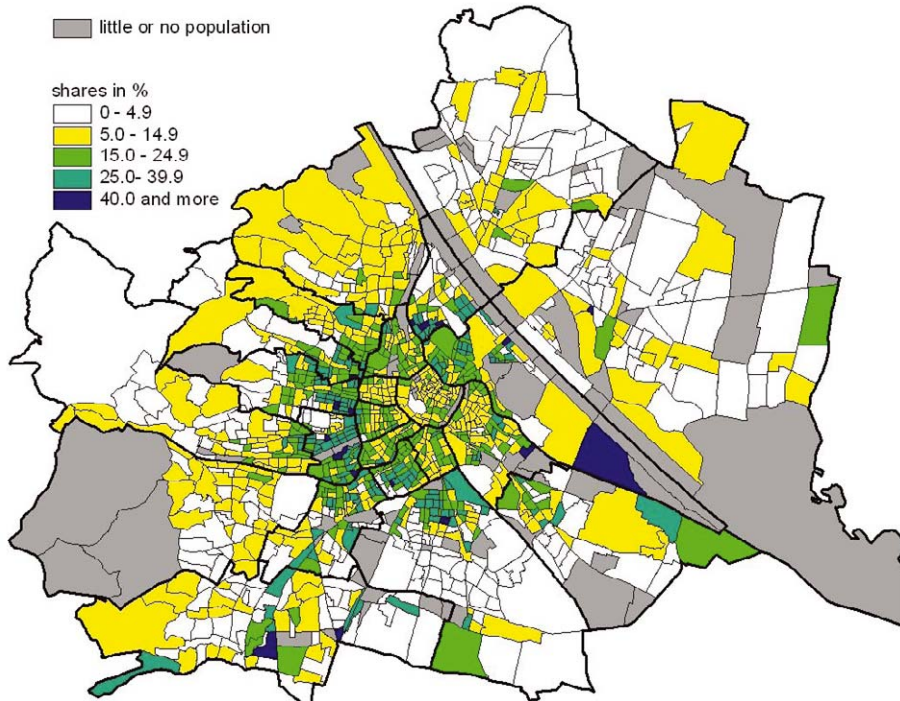 little or no population
shares in %
0 - 4.9
5.0 - 14.9
15.0 - 24.9
25.0- 39.9
40.0 and more